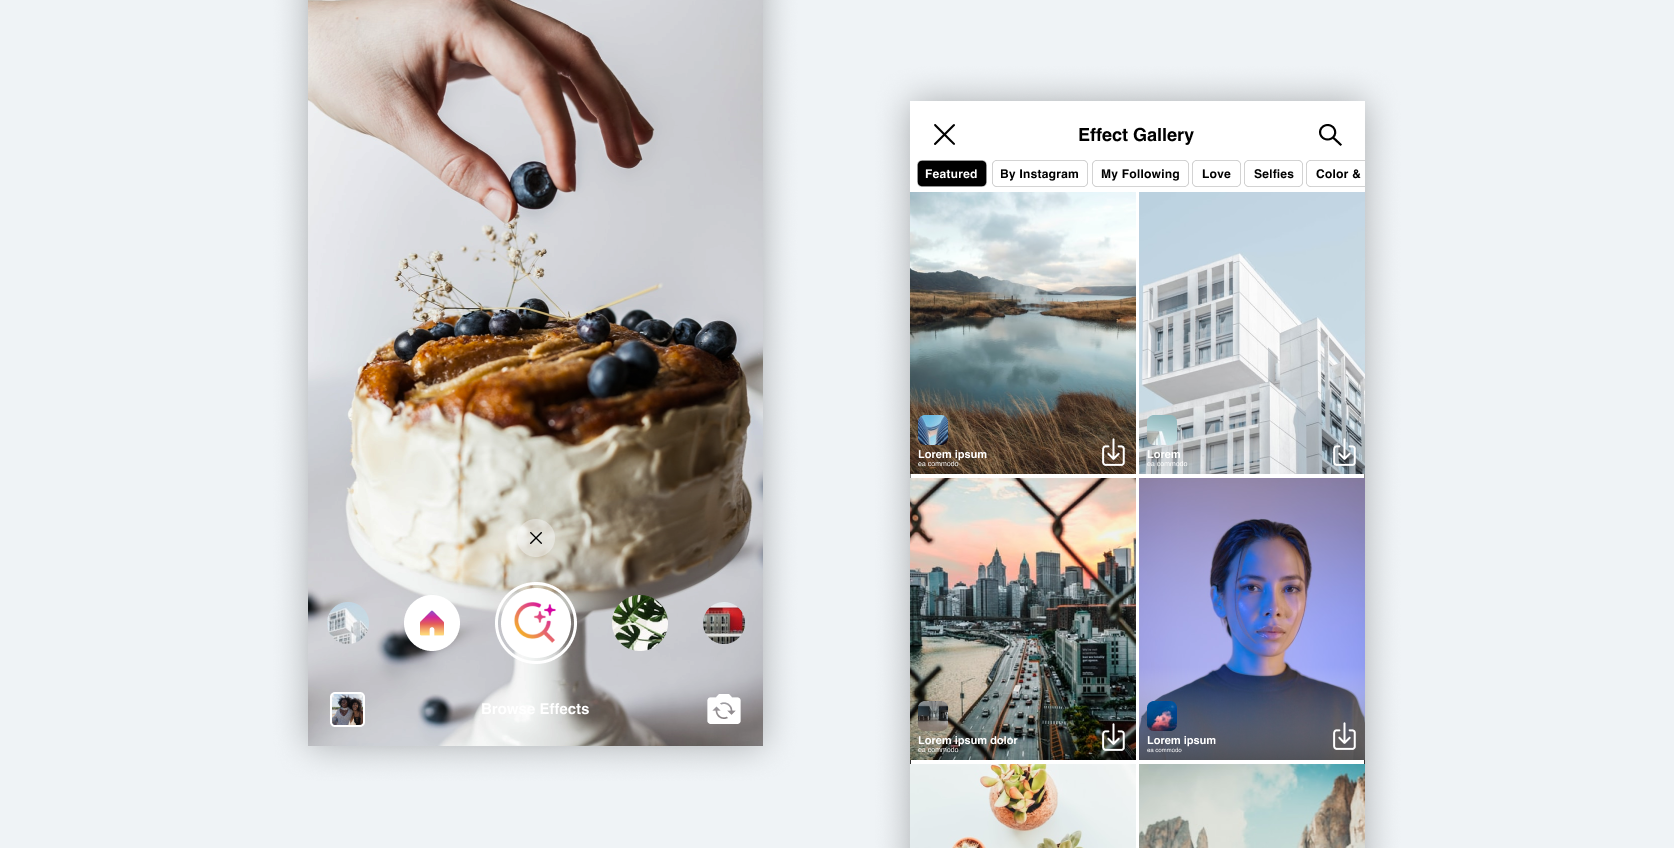 Browse Effects
Effect Gallery
Featured
By Instagram
My Following
Love
Selfies
Color &
Lorem ipsum
ea commodo
Lorem
ea commodo
Lorem ipsum dolor
ea commodo
Lorem ipsum
ea commodo